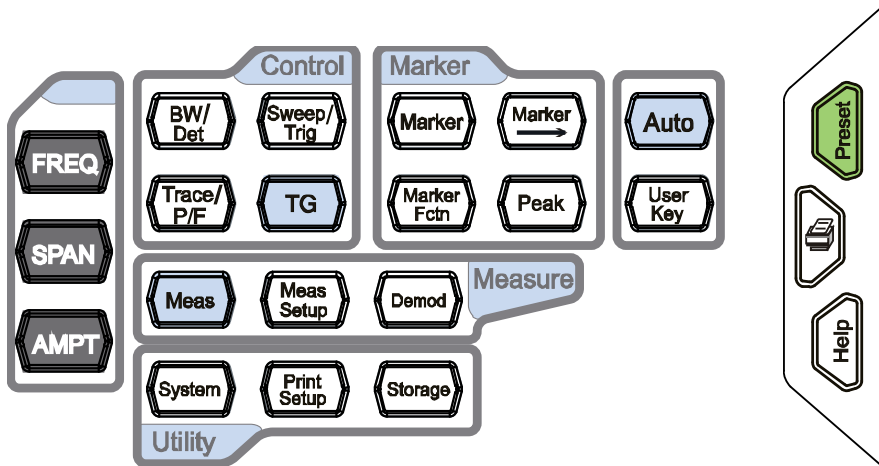 Control
Marker
BW/
Det
Sweep/
Trig
Marker
Marker
Auto
Preset
FREQ
Trace/
P/F
TG
Marker
Fctn
Peak
User
Key
SPAN
Measure
Meas
Meas
Setup
Demod
AMPT
Help
System
Print
Setup
Storage
Utility